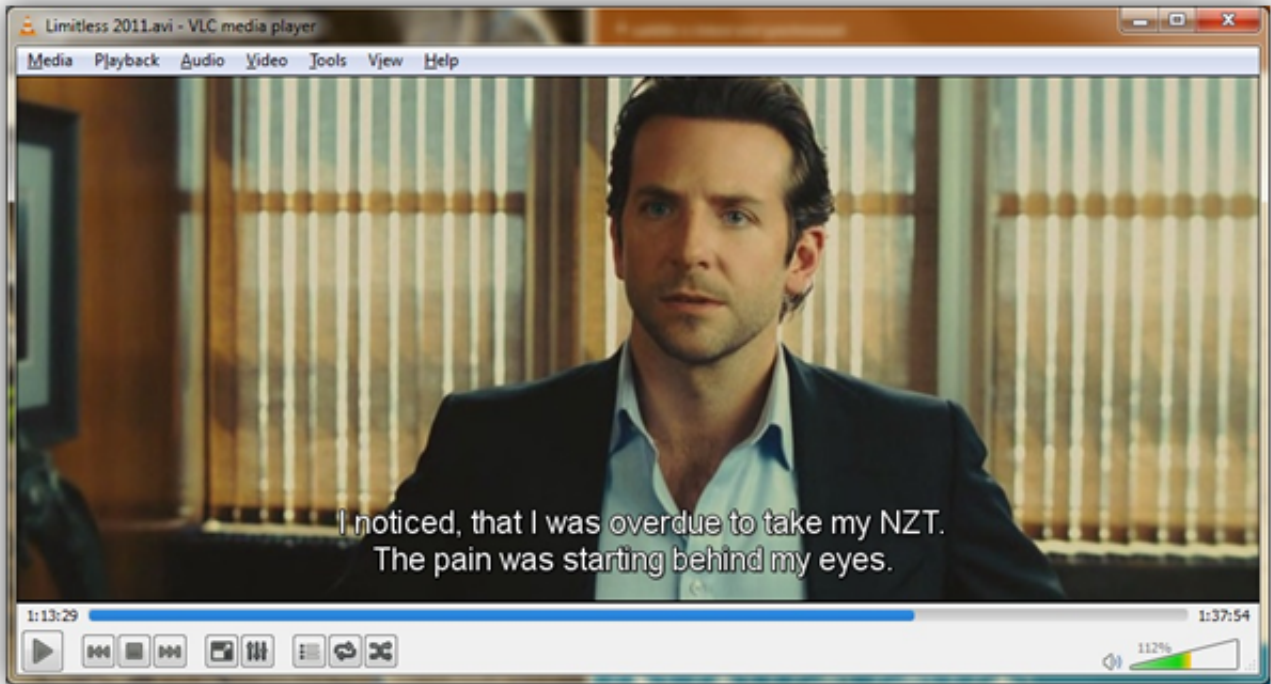 Limitless 2011.avi - VLC media player
Media Playback Audio Video Tools View Help
I noticed, that I was overdue to take my NZT.
The pain was starting behind my eyes.
1:13:29
1:37:54
112%